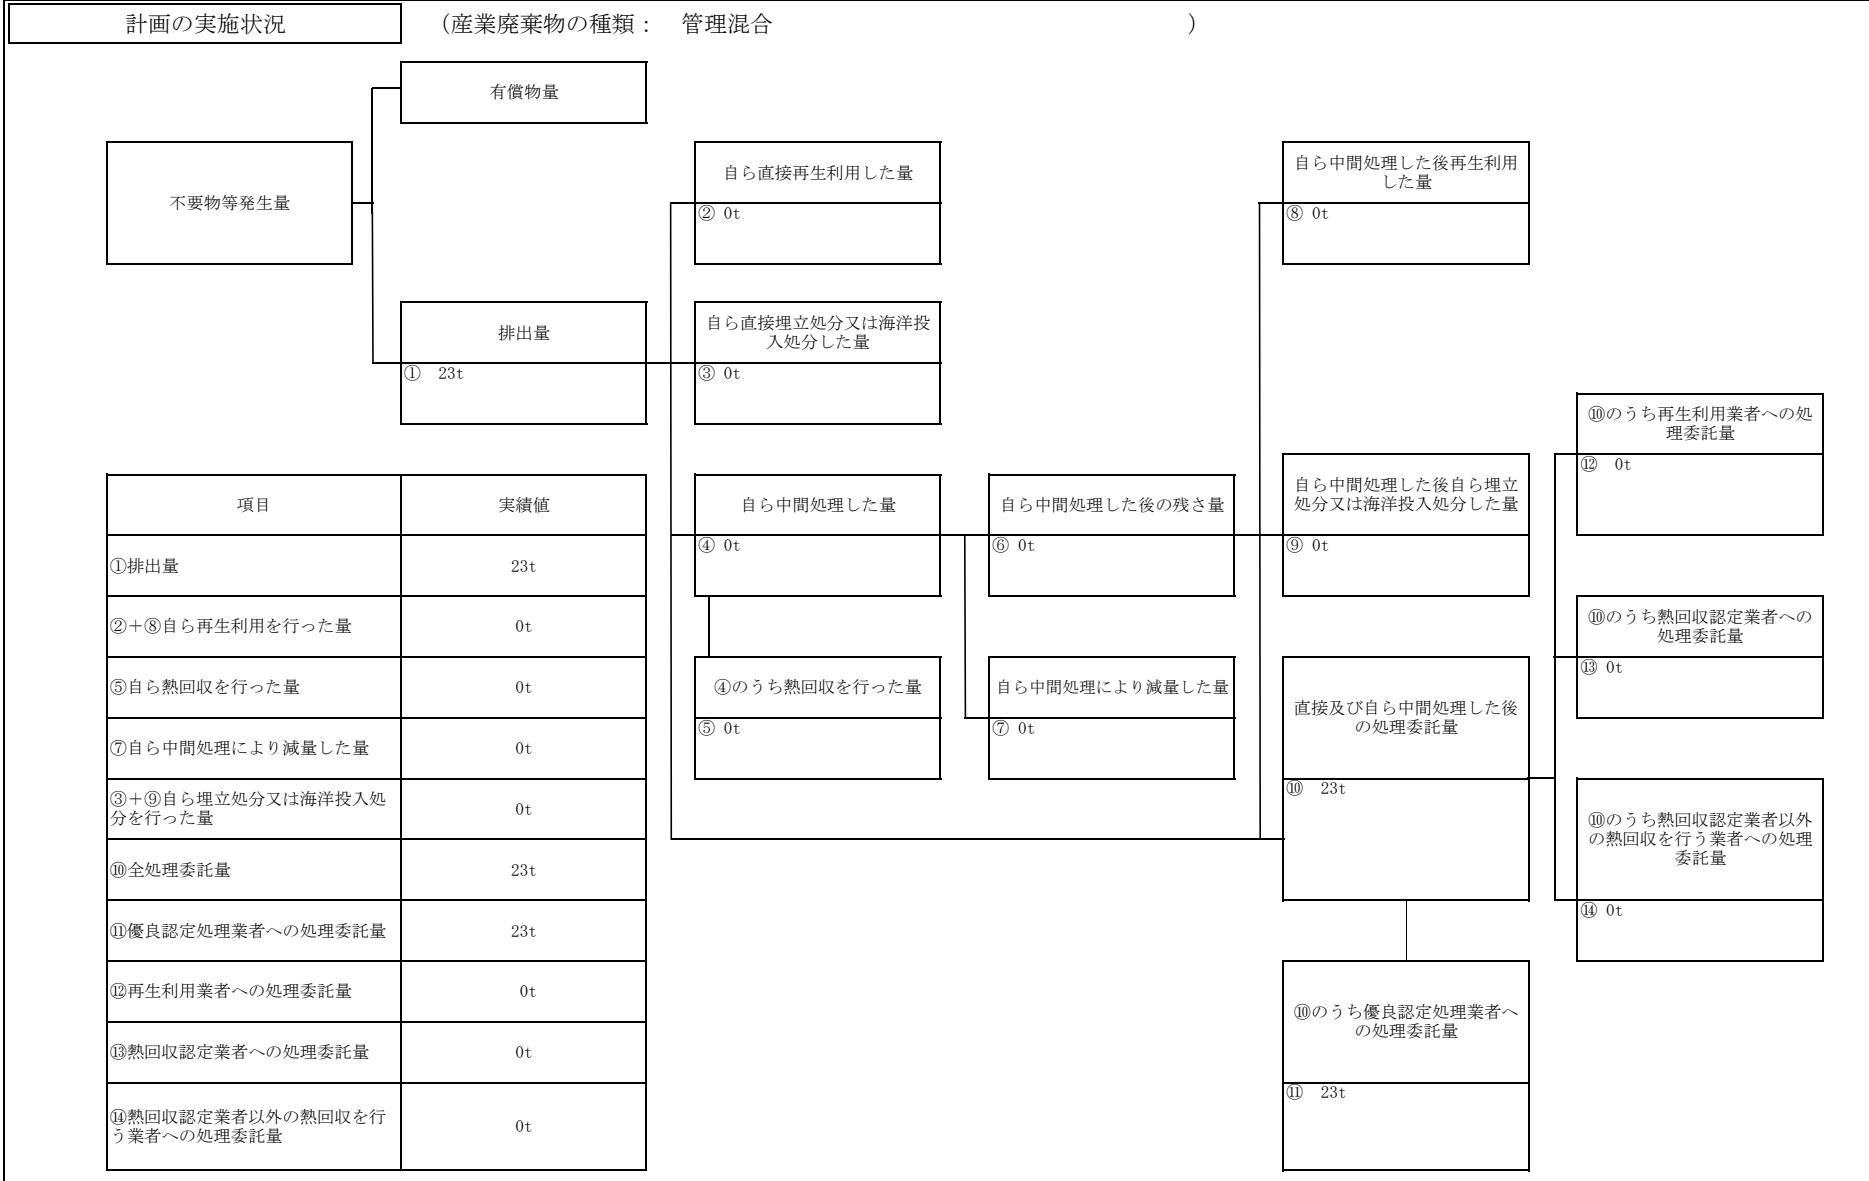 計画の実施状況
(産業廃棄物の種類： 管理混合 )
有償物量
不要物等発生量
自ら直接再生利用した量
② 0t
自ら中間処理した後再生利用
した量
⑧ 0t
排出量
① 23t
自ら直接埋立処分又は海洋投
入処分した量
③ 0t
⑩のうち再生利用業者への処
理委託量
⑫ 0t
自ら中間処理した量
④ 0t
自ら中間処理した後の残さ量
⑥ 0t
自ら中間処理した後自ら埋立
処分又は海洋投入処分した量
⑨ 0t
⑩のうち熱回収認定業者への
処理委託量
⑬ 0t
④のうち熱回収を行った量
⑤ 0t
自ら中間処理により減量した量
⑦ 0t
直接及び自ら中間処理した後
の処理委託量
⑩ 23t
⑩のうち熱回収認定業者以外
の熱回収を行う業者への処理
委託量
⑭ 0t
⑩のうち優良認定処理業者へ
の処理委託量
⑪ 23t
項目 実績値
①排出量 23t
②＋⑧自ら再生利用を行った量 0t
⑤自ら熱回収を行った量 0t
⑦自ら中間処理により減量した量 0t
③＋⑨自ら埋立処分又は海洋投入処
分を行った量 0t
⑩全処理委託量 23t
⑪優良認定処理業者への処理委託量 23t
⑫再生利用業者への処理委託量 0t
⑬熱回収認定業者への処理委託量 0t
⑭熱回収認定業者以外の熱回収を行
う業者への処理委託量 0t